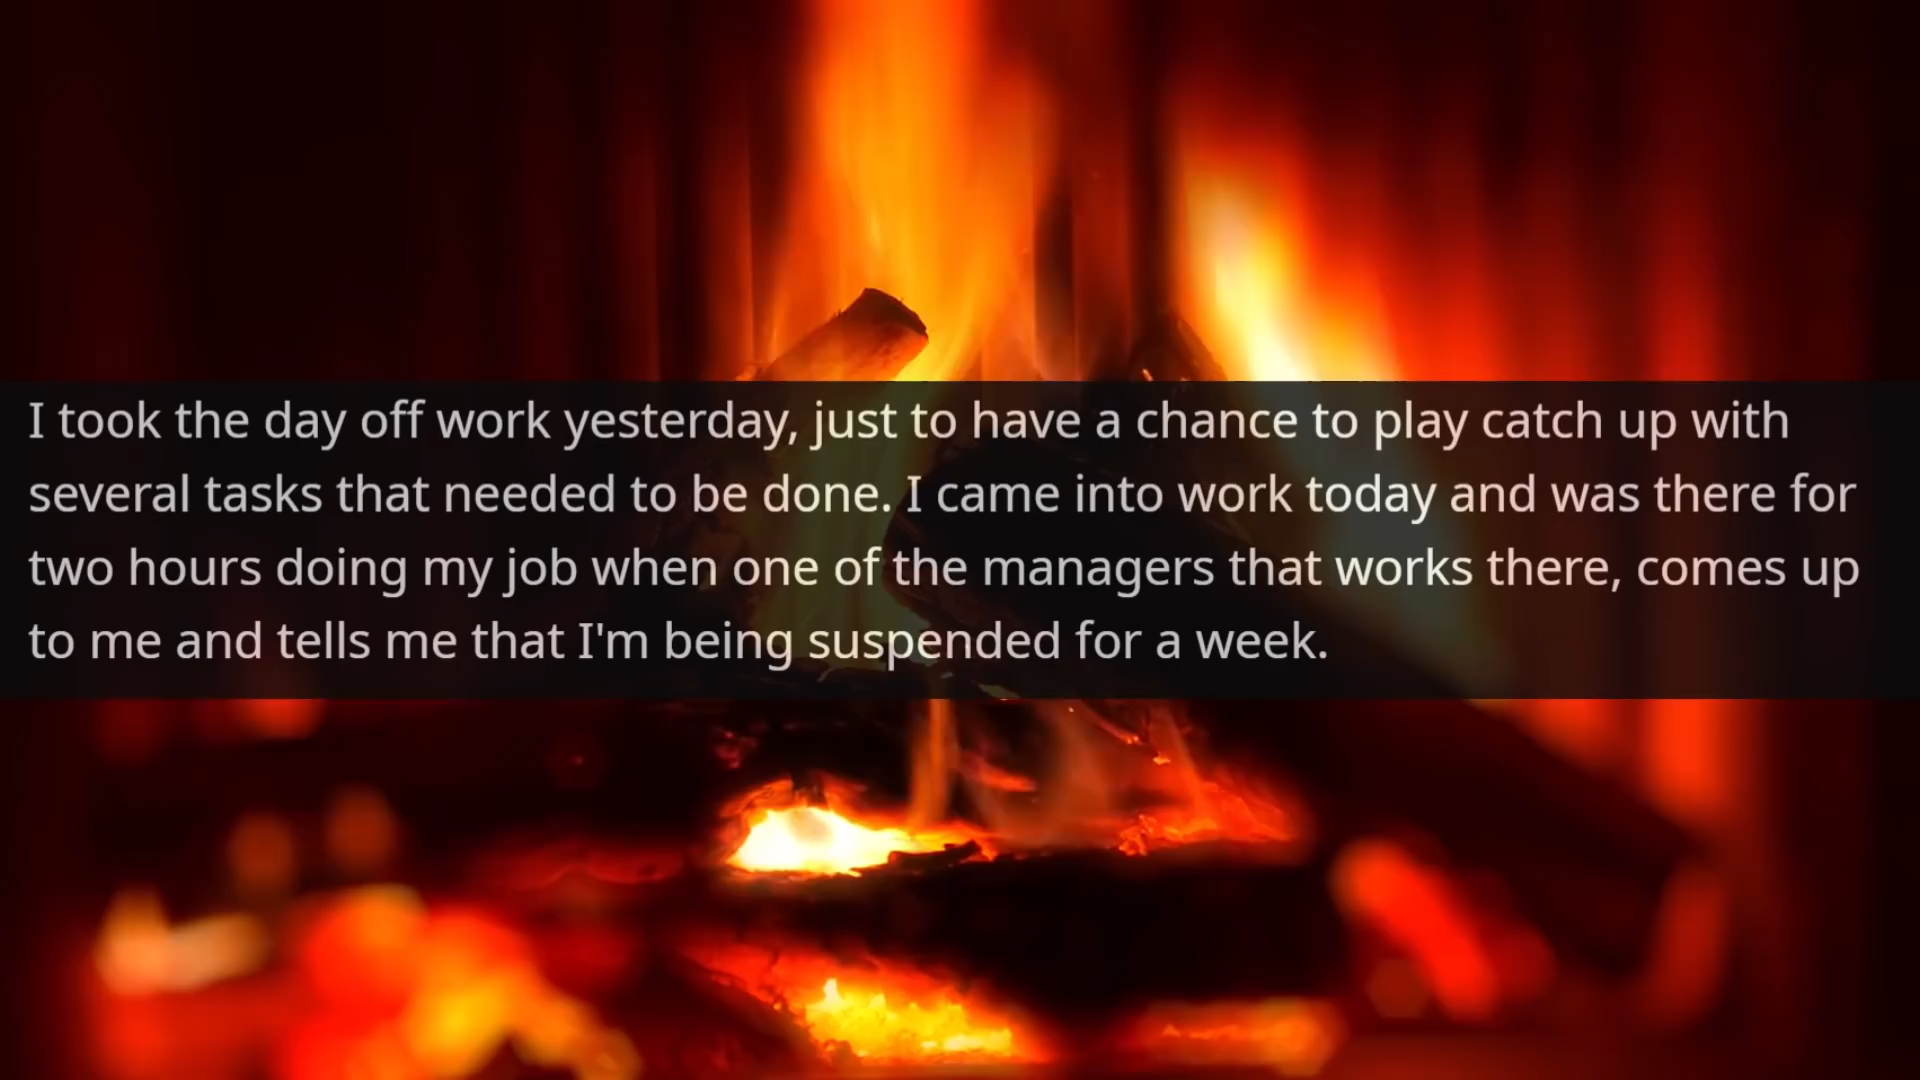 I took the day off work yesterday, just to have a chance to play catch up with
several tasks that needed to be done. I came into work today and was there for
two hours doing my job when one of the managers that works there, comes up
to me and tells me that I'm being suspended for a week.